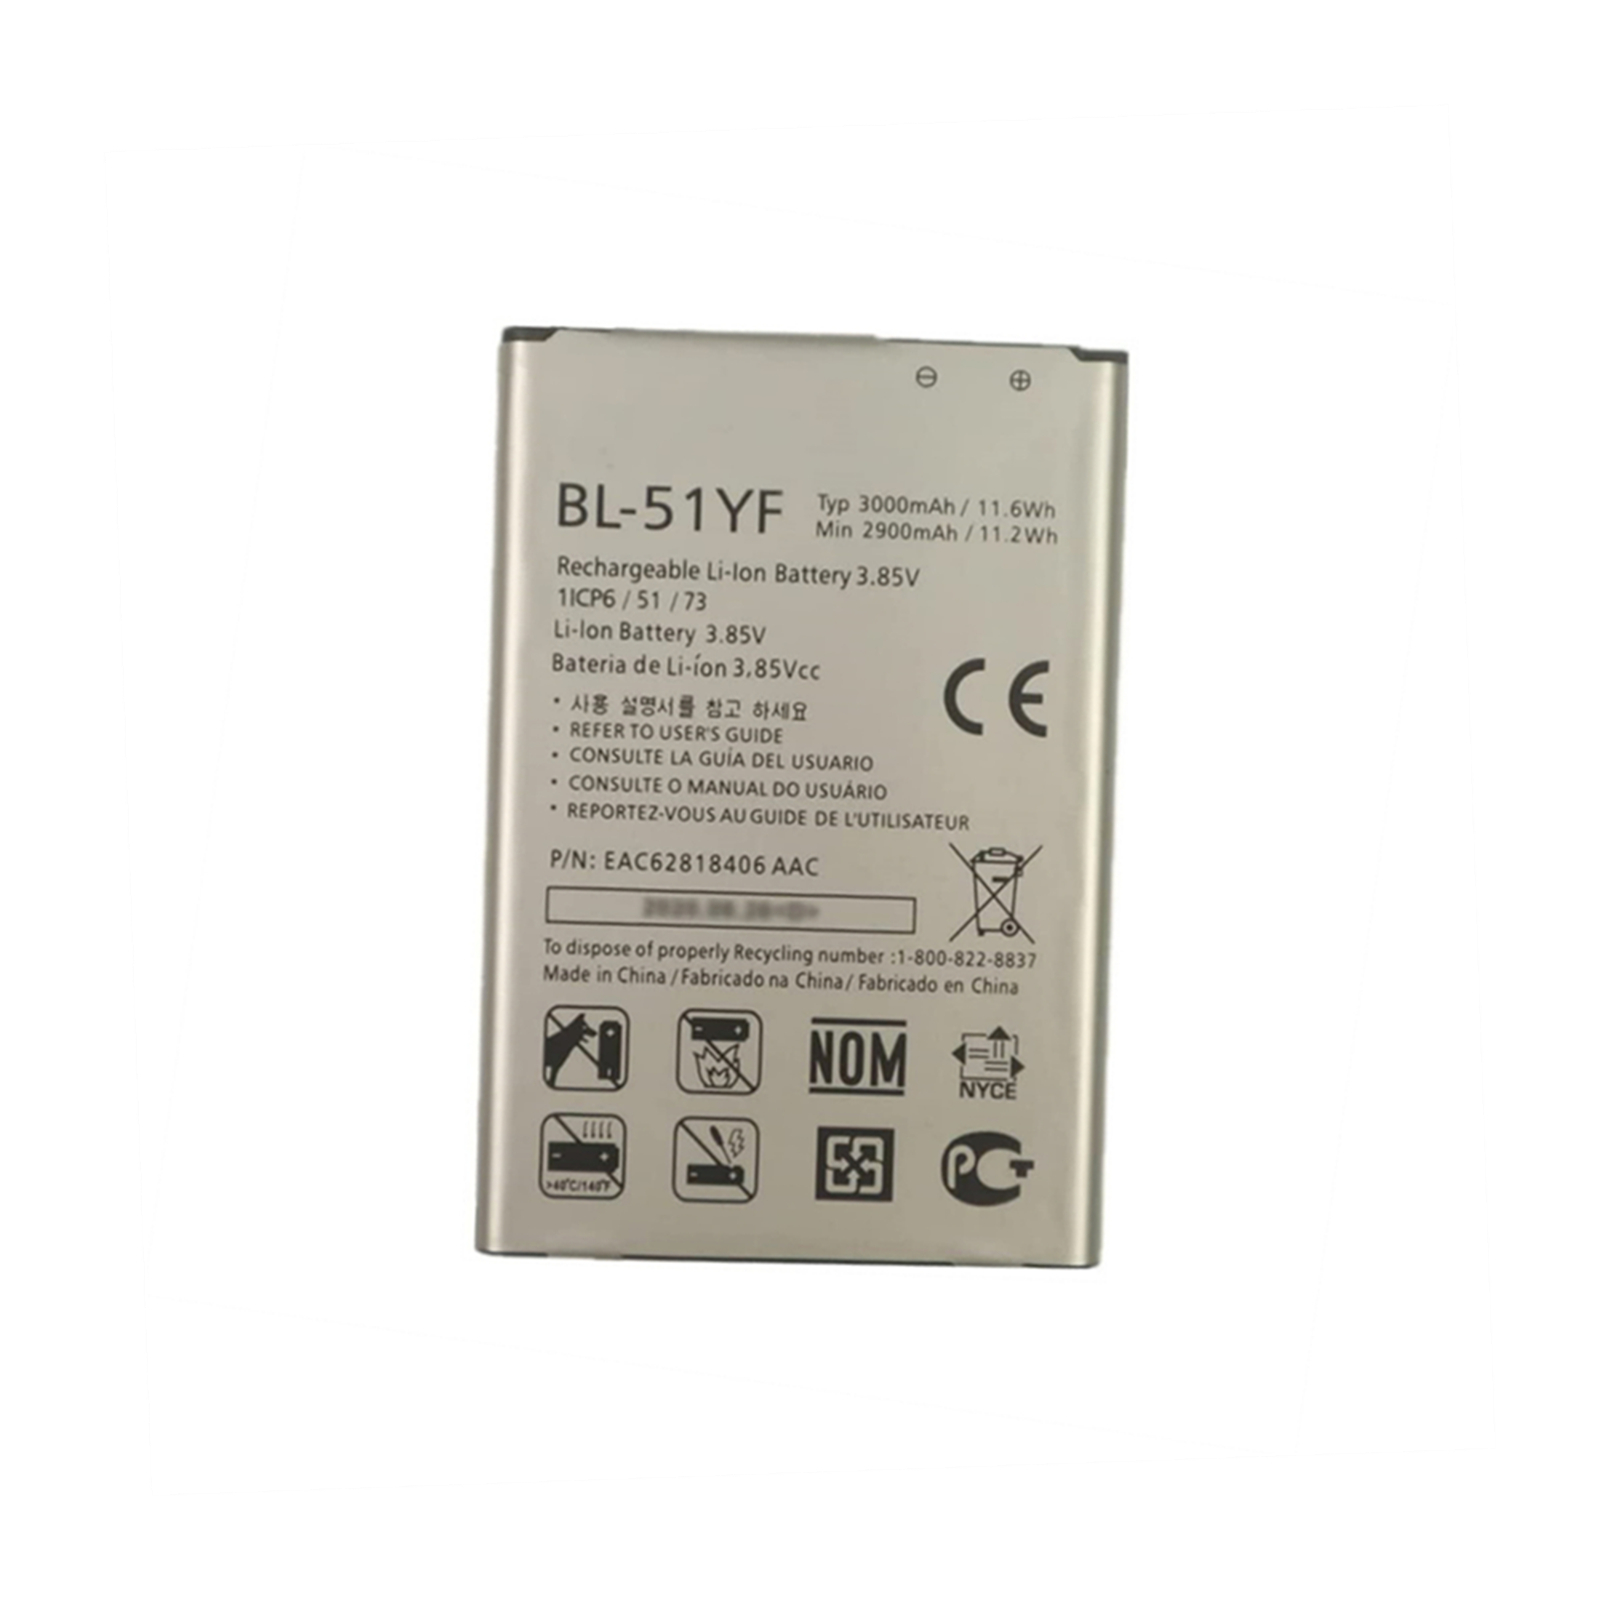 BL-51YF
Typ 3000mAh / 11.6Wh
Min 2900mAh / 11.2Wh
Rechargeable Li-Ion Battery 3.85V
1ICP6 / 51 / 73
Li-Ion Battery 3.85V
Bateria de Li-íon 3,85Vcc
CE
• 사용 설명서를 참고 하세요
• REFER TO USER'S GUIDE
• CONSULTE LA GUÍA DEL USUARIO
• CONSULTE O MANUAL DO USUÁRIO
• REPORTEZ-VOUS AU GUIDE DE L'UTILISATEUR
P/N: EAC62818406 AAC
To dispose of properly Recycling number :1-800-822-8837
Made in China / Fabricado na China / Fabricado en China
NOM
NYCE
>40°C/140°F
PCT